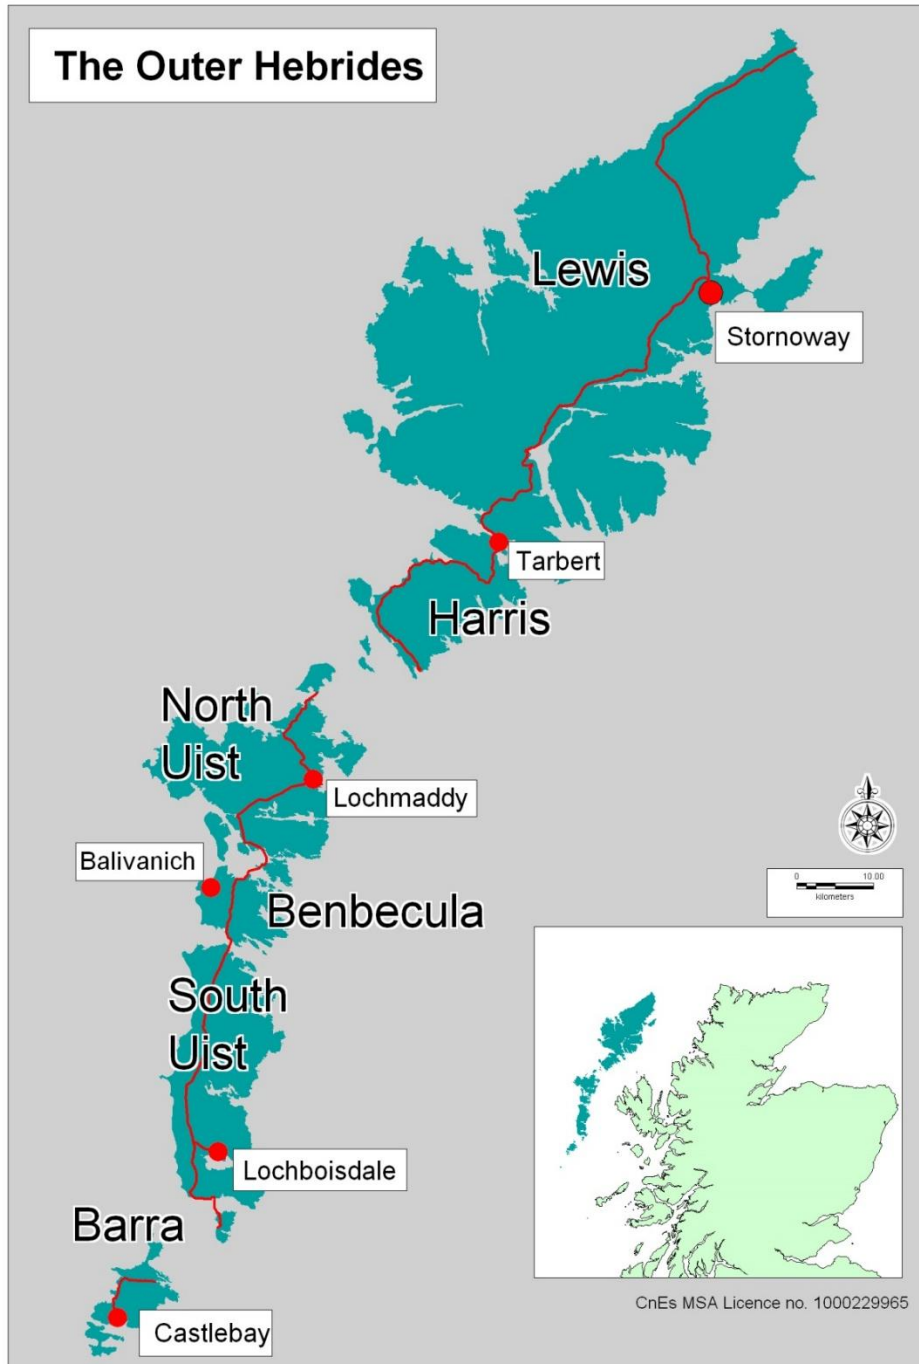 The Outer Hebrides
Lewis
Stornoway
Tarbert
Harris
North
Uist
Lochmaddy
Balivanich
Benbecula
0 10.00
kilometers
South
Uist
Lochboisdale
Barra
Castlebay
CnEs MSA Licence no. 1000229965